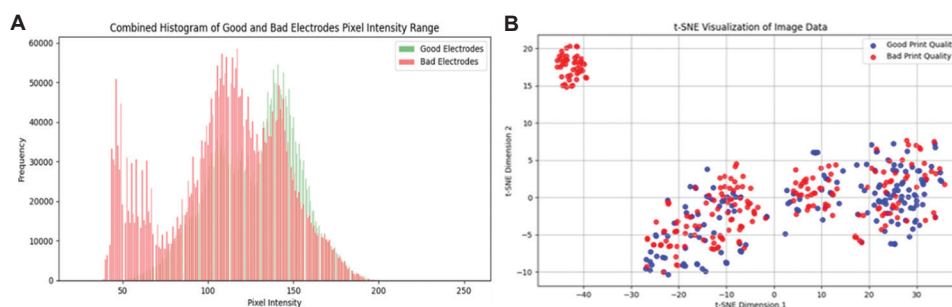 A
Combined Histogram of Good and Bad Electrodes Pixel Intensity Range
Good Electrodes
Bad Electrodes
60000
50000
40000
30000
20000
10000
0
Frequency
50
100
150
200
250
Pixel Intensity
B
t-SNE Visualization of Image Data
Good Print Quality
Bad Print Quality
20
15
10
5
0
−5
−10
t-SNE Dimension 2
−40
−30
−20
−10
0
10
20
30
t-SNE Dimension 1